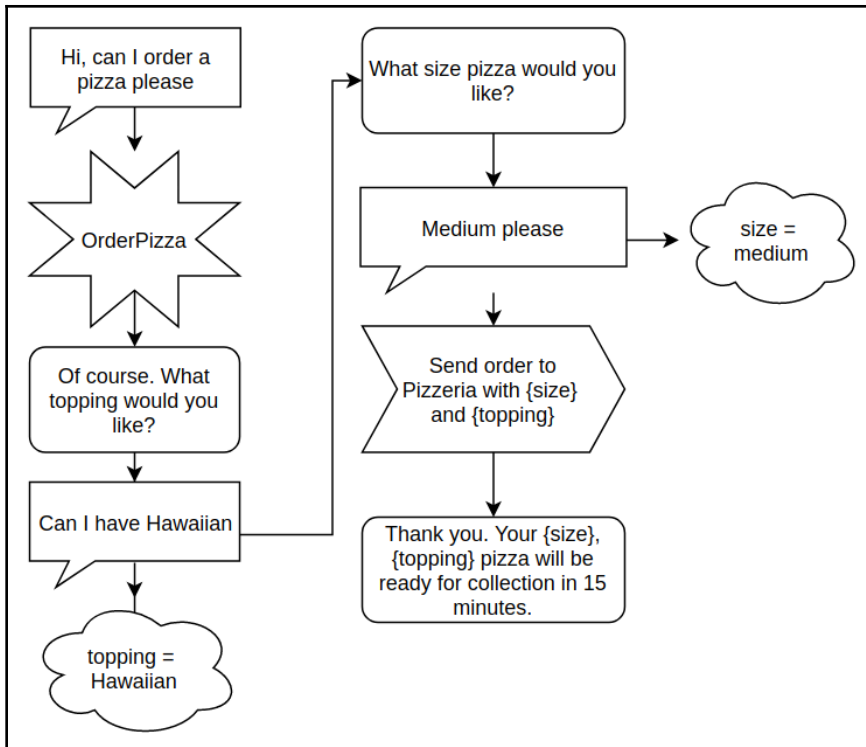 Hi, can I order a
pizza please
OrderPizza
Of course. What
topping would you
like?
Can I have Hawaiian
topping =
Hawaiian
What size pizza would you
like?
Medium please
size =
medium
Send order to
Pizzeria with {size}
and {topping}
Thank you. Your {size},
{topping} pizza will be
ready for collection in 15
minutes.